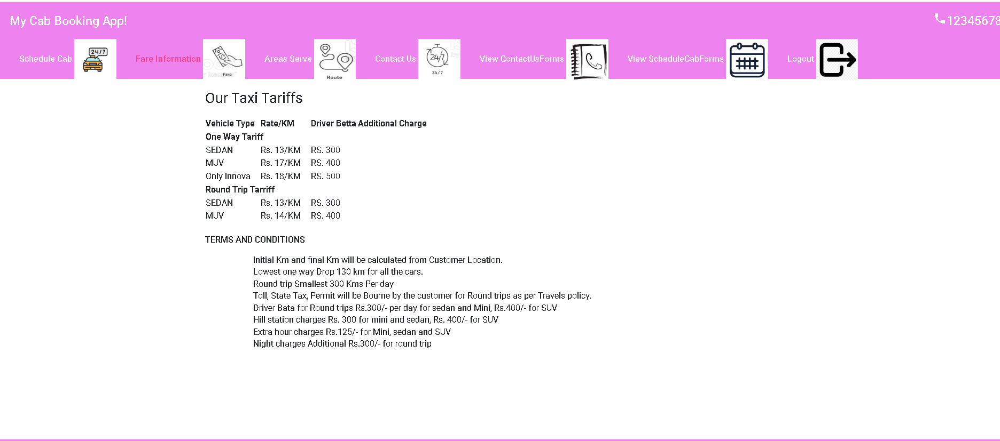 My Cab Booking App!
12345678
Schedule Cab
24/7
Fare Information
Fare
Areas Serve
Route
Contact Us
24/7
24/7
View ContactUsForms
View ScheduleCabForms
Logout
Our Taxi Tariffs
Vehicle Type Rate/KM Driver Betta Additional Charge
One Way Tariff
SEDAN Rs. 13/KM RS. 300
MUV Rs. 17/KM RS. 400
Only Innova Rs. 18/KM RS. 500
Round Trip Tarriff
SEDAN Rs. 13/KM RS. 300
MUV Rs. 14/KM RS. 400
TERMS AND CONDITIONS
Initial Km and final Km will be calculated from Customer Location.
Lowest one way Drop 130 km for all the cars.
Round trip Smallest 300 Kms Per day
Toll, State Tax, Permit will be Bourne by the customer for Round trips as per Travels policy.
Driver Bata for Round trips Rs.300/- per day for sedan and Mini, Rs.400/- for SUV
Hill station charges Rs. 300 for mini and sedan, Rs. 400/- for SUV
Extra hour charges Rs.125/- for Mini, sedan and SUV
Night charges Additional Rs.300/- for round trip